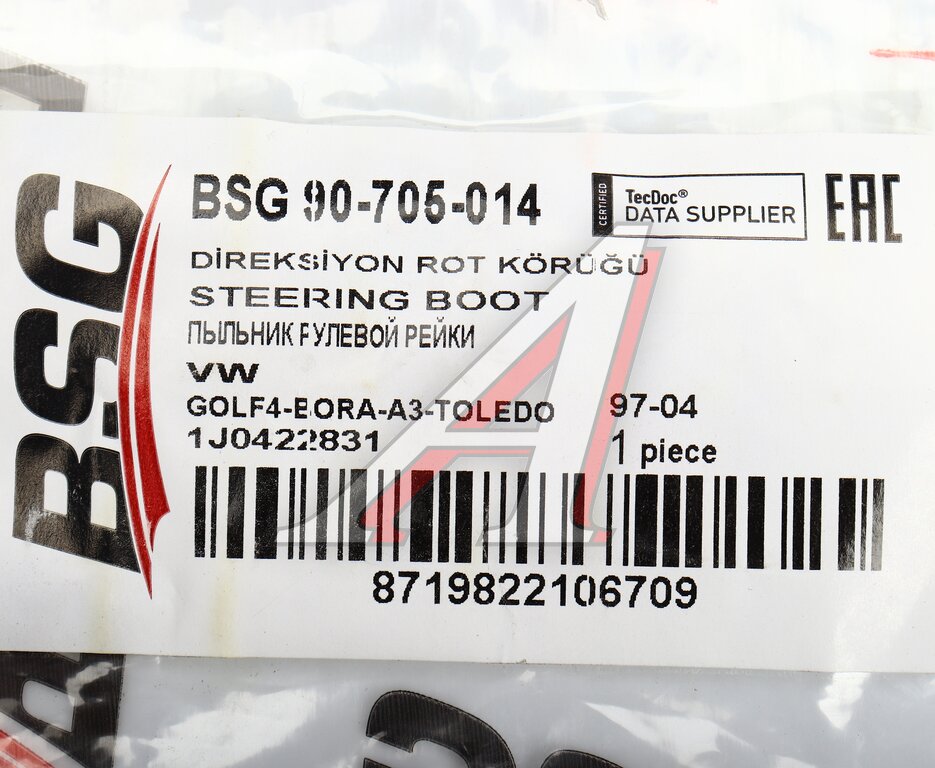 BSG
BSG 90-705-014
CERTIFIED
TecDoc®
DATA SUPPLIER
EAC
DİREKSİYON ROT KÖRÜĞÜ
STEERING BOOT
ПЫЛЬНИК РУЛЕВОЙ РЕЙКИ
VW
GOLF4-BORA-A3-TOLEDO 97-04
1J0422831 1 piece
8719822106709